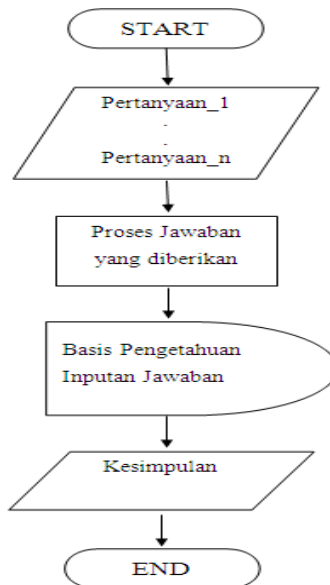 START
Pertanyaan_1
.
.
Pertanyaan_n
Proses Jawaban
yang diberikan
Basis Pengetahuan
Inputan Jawaban
Kesimpulan
END